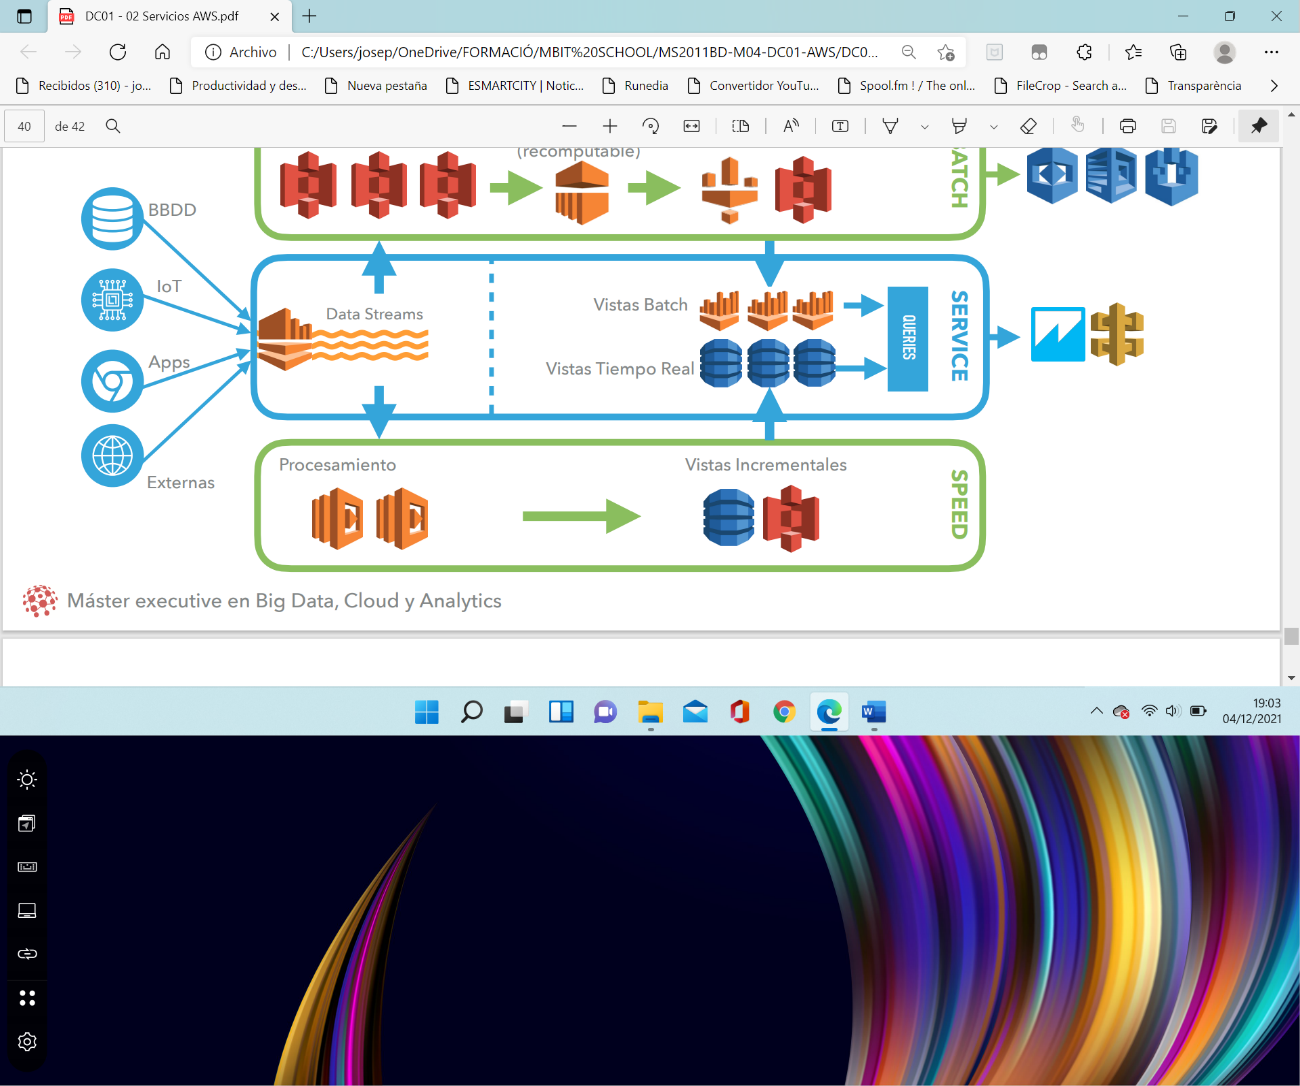 DC01 - 02 Servicios AWS.pdf
Archivo
C:/Users/josep/OneDrive/FORMACIÓ/MBIT%20SCHOOL/MS2011BD-M04-DC01-AWS/DC0...
Recibidos (310) - jo...
Productividad y des...
Nueva pestaña
ESMARTCITY | Notic...
Runedia
Convertidor YouTu...
Spool.fm ! / The onl...
FileCrop - Search a...
Transparència
40 de 42
(recomputable)
BATCH
BBDD
IoT
Apps
Externas
Data Streams
Vistas Batch
Vistas Tiempo Real
QUERIES
SERVICE
Procesamiento
Vistas Incrementales
SPEED
Máster executive en Big Data, Cloud y Analytics
19:03
04/12/2021